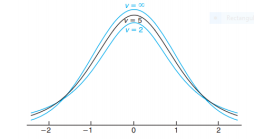 v = ∞
v = 5
v = 2
−2 −1 0 1 2